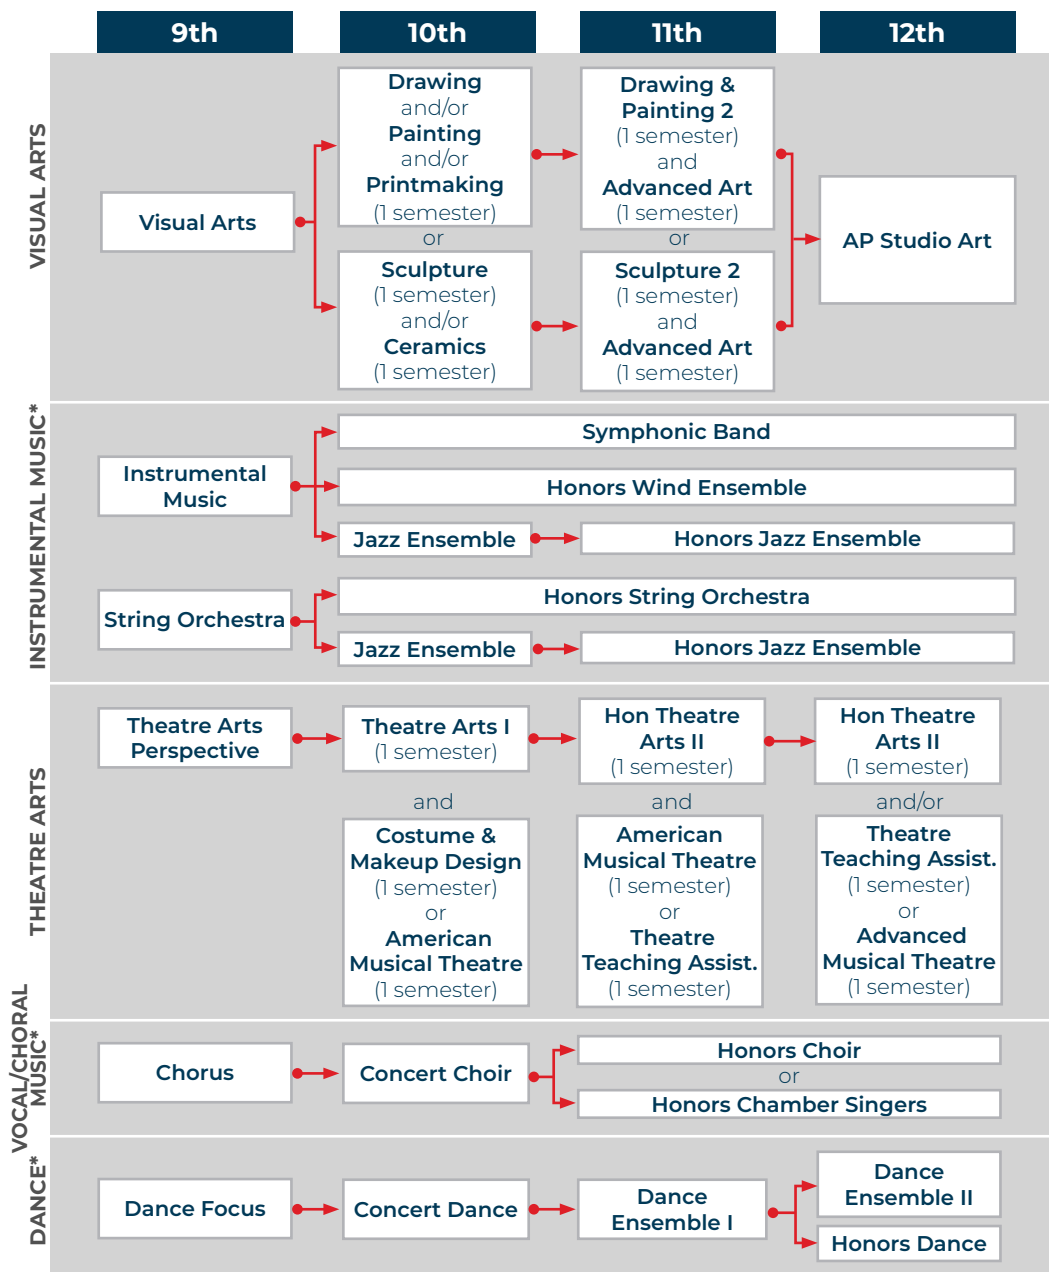 9th
10th
11th
12th
VISUAL ARTS
Visual Arts
Drawing
and/or
Painting
and/or
Printmaking
(1 semester)
or
Sculpture
(1 semester)
and/or
Ceramics
(1 semester)
Drawing &
Painting 2
(1 semester)
and
Advanced Art
(1 semester)
or
Sculpture 2
(1 semester)
and
Advanced Art
(1 semester)
AP Studio Art
INSTRUMENTAL MUSIC*
Instrumental
Music
Symphonic Band
Honors Wind Ensemble
Jazz Ensemble
Honors Jazz Ensemble
String Orchestra
Honors String Orchestra
Jazz Ensemble
Honors Jazz Ensemble
THEATRE ARTS
Theatre Arts
Perspective
Theatre Arts I
(1 semester)
and
Costume &
Makeup Design
(1 semester)
or
American
Musical Theatre
(1 semester)
Hon Theatre
Arts II
(1 semester)
and
American
Musical Theatre
(1 semester)
or
Theatre
Teaching Assist.
(1 semester)
Hon Theatre
Arts II
(1 semester)
and/or
Theatre
Teaching Assist.
(1 semester)
or
Advanced
Musical Theatre
(1 semester)
VOCAL/CHORAL
MUSIC*
Chorus
Concert Choir
Honors Choir
or
Honors Chamber Singers
DANCE*
Dance Focus
Concert Dance
Dance
Ensemble I
Dance
Ensemble II
Honors Dance